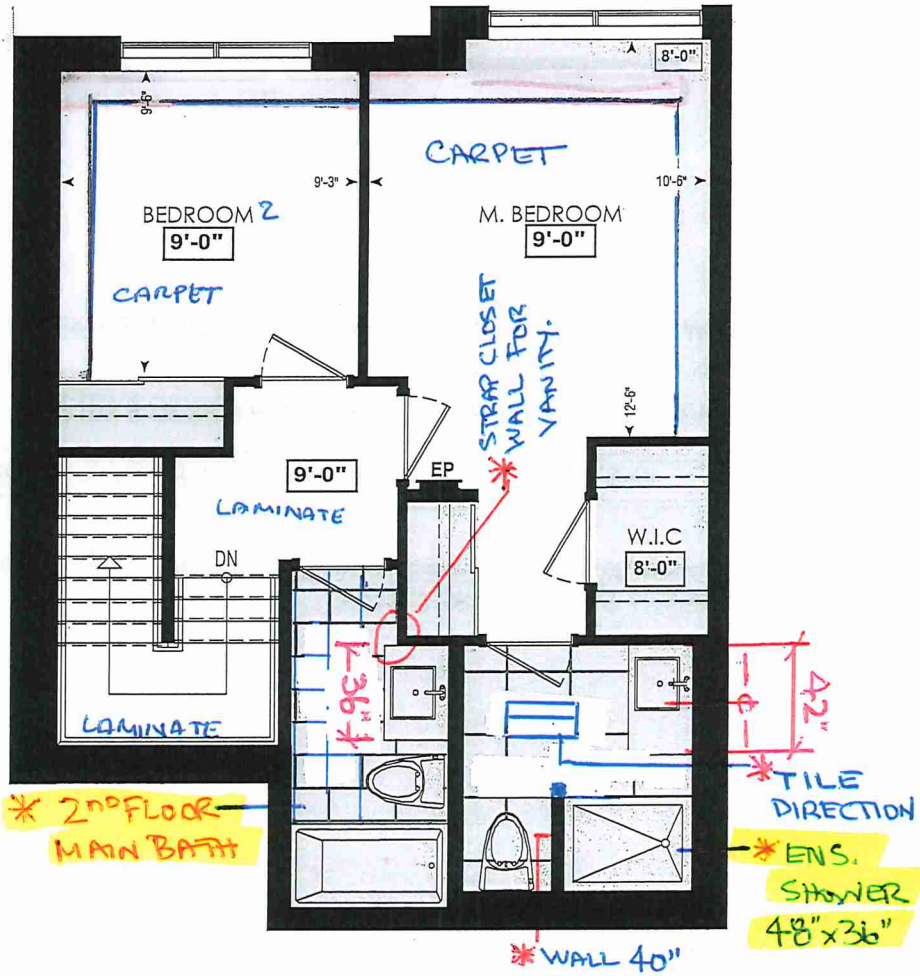 8'-0"
9'-6"
CARPET
9'-3"
10'-6"
BEDROOM 2
9'-0"
M. BEDROOM
9'-0"
CARPET
STRAP CLOSET
WALL FOR
VANITY.
12'-6"
*
EP
9'-0"
LAMINATE
W.I.C
8'-0"
DN
36"
42"
LAMINATE
* TILE
DIRECTION
* 2ND FLOOR
MAIN BATH
* ENS.
SHOWER
48"x36"
* WALL 40"